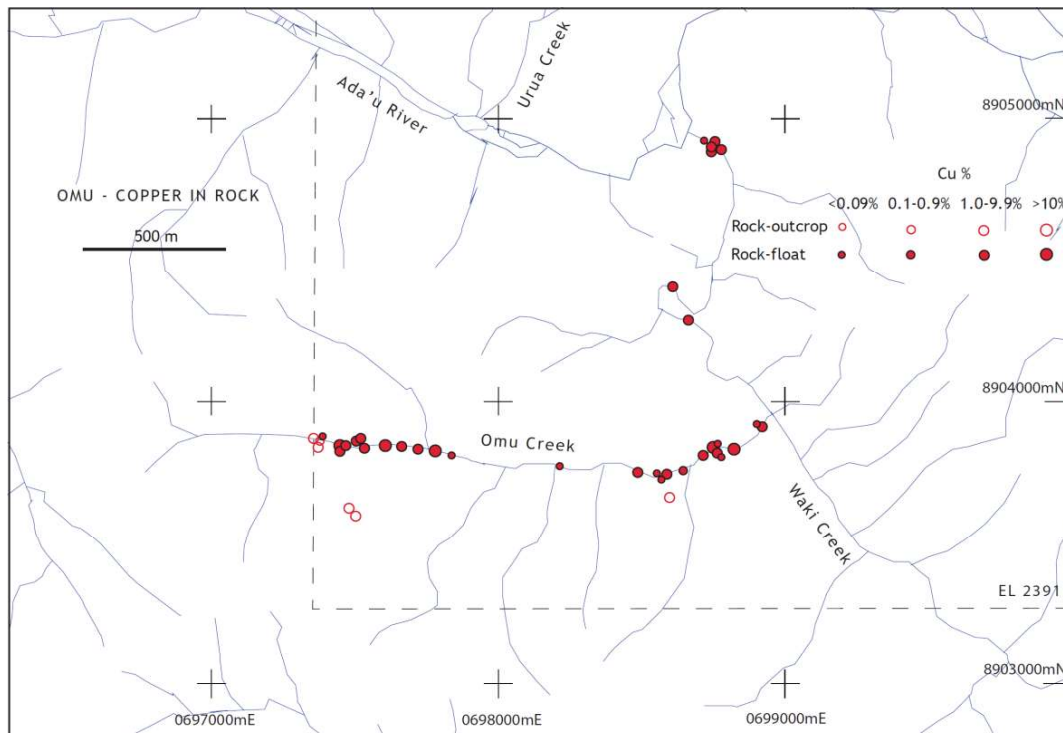 Urua Creek
Ada'u River
8905000mN
OMU - COPPER IN ROCK
500 m
Cu %
<0.09% 0.1-0.9% 1.0-9.9% >10%
Rock-outcrop
Rock-float
8904000mN
Omu Creek
Waki Creek
EL 2391
8903000mN
0697000mE 0698000mE 0699000mE